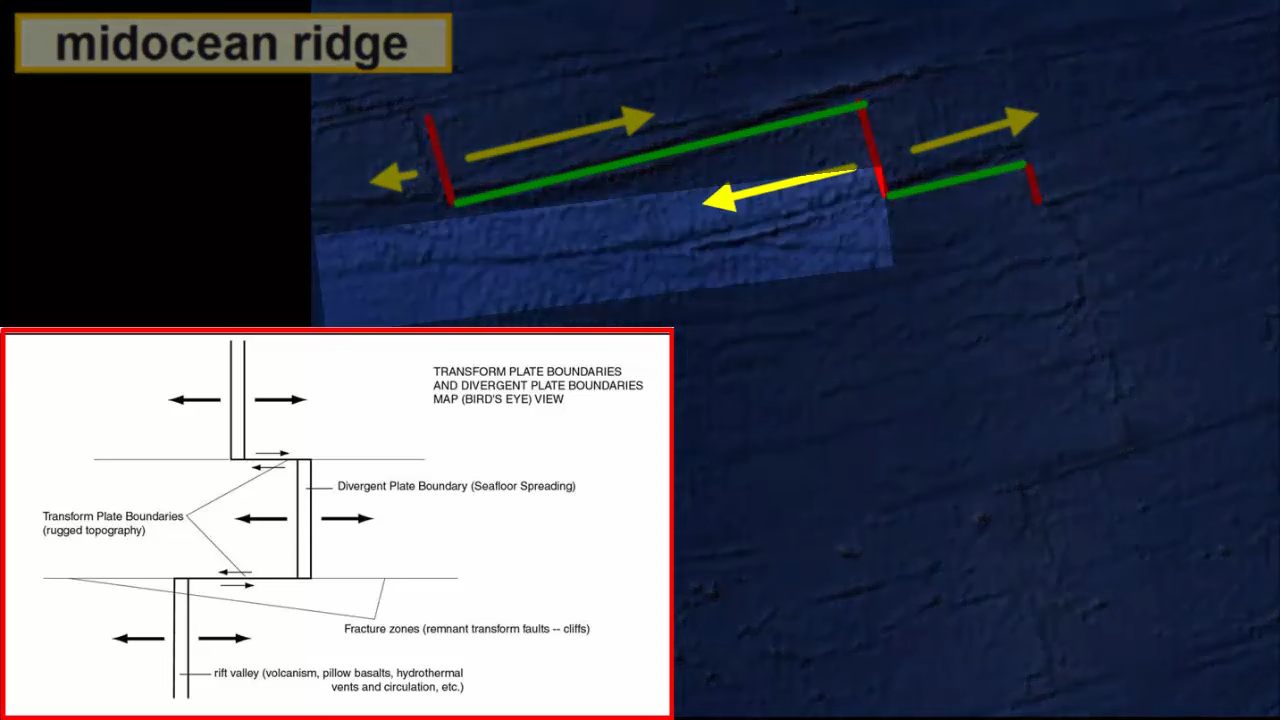 midocean ridge
TRANSFORM PLATE BOUNDARIES
AND DIVERGENT PLATE BOUNDARIES
MAP (BIRD'S EYE) VIEW
Divergent Plate Boundary (Seafloor Spreading)
Transform Plate Boundaries
(rugged topography)
Fracture zones (remnant transform faults -- cliffs)
rift valley (volcanism, pillow basalts, hydrothermal
vents and circulation, etc.)